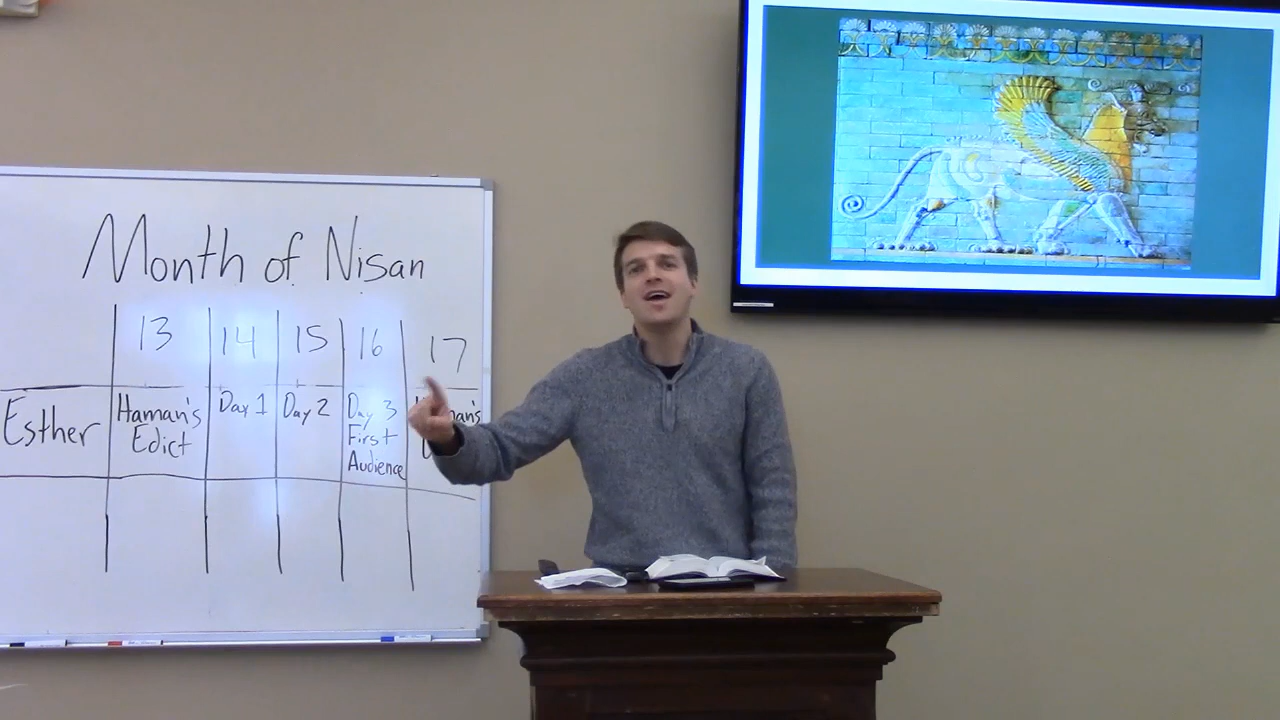 Month of Nisan
13 14 15 16 17
Esther Haman's Day 1 Day 2 Day 3
Edict First
Audience